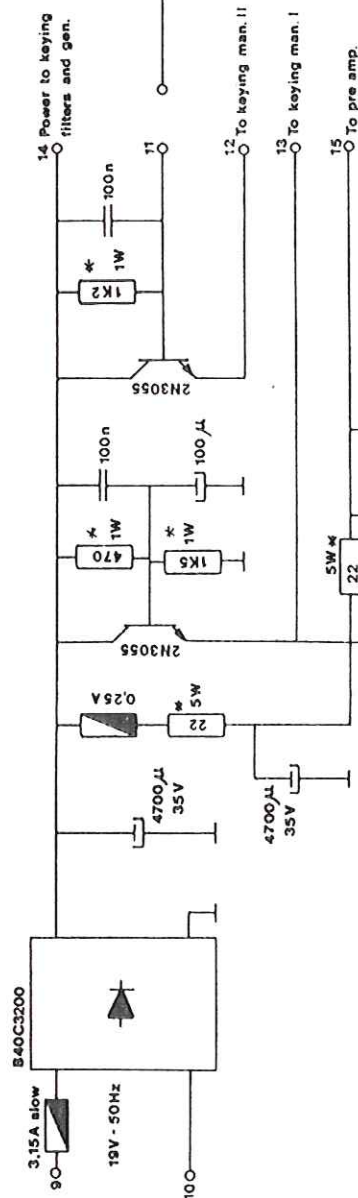 9
3,15A slow
19V - 50Hz
10
B40C3200
4700µ
35V
0,25A
22
*
5W
4700µ
35V
2N3055
470
*
1W
1K5
*
1W
100n
100µ
2N3055
1K2
*
1W
100n
14 Power to keying
filters and gen.
11
12 To keying man. II
13 To keying man. I
5W *
22
15 To pre amp.